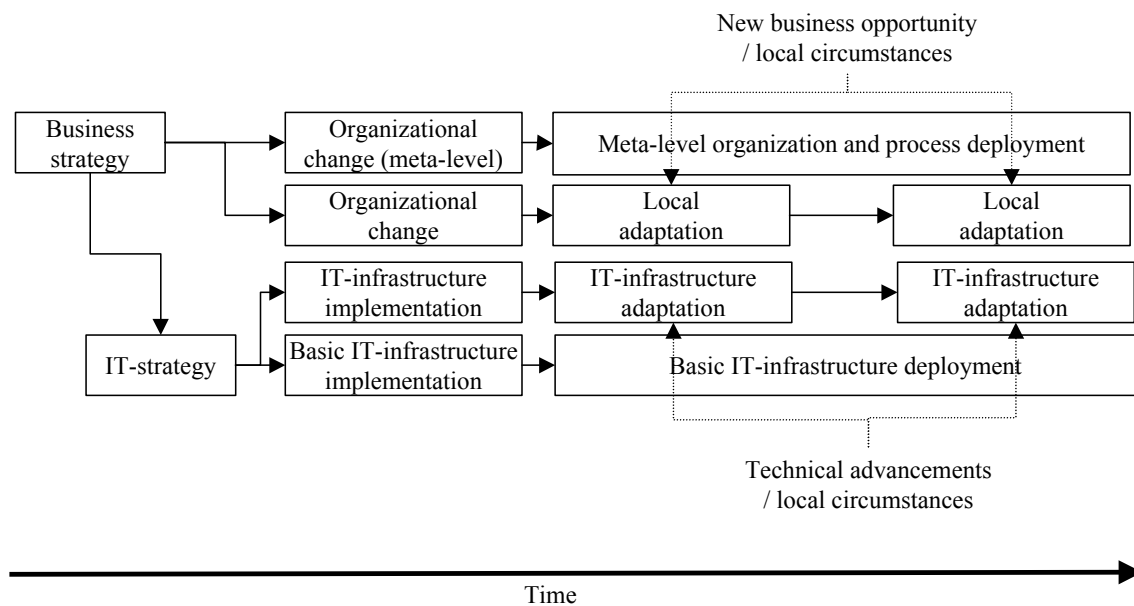 New business opportunity
/ local circumstances
Business
strategy
Organizational
change (meta-level)
Meta-level organization and process deployment
Organizational
change
Local
adaptation
Local
adaptation
IT-infrastructure
implementation
IT-infrastructure
adaptation
IT-infrastructure
adaptation
IT-strategy
Basic IT-infrastructure
implementation
Basic IT-infrastructure deployment
Technical advancements
/ local circumstances
Time